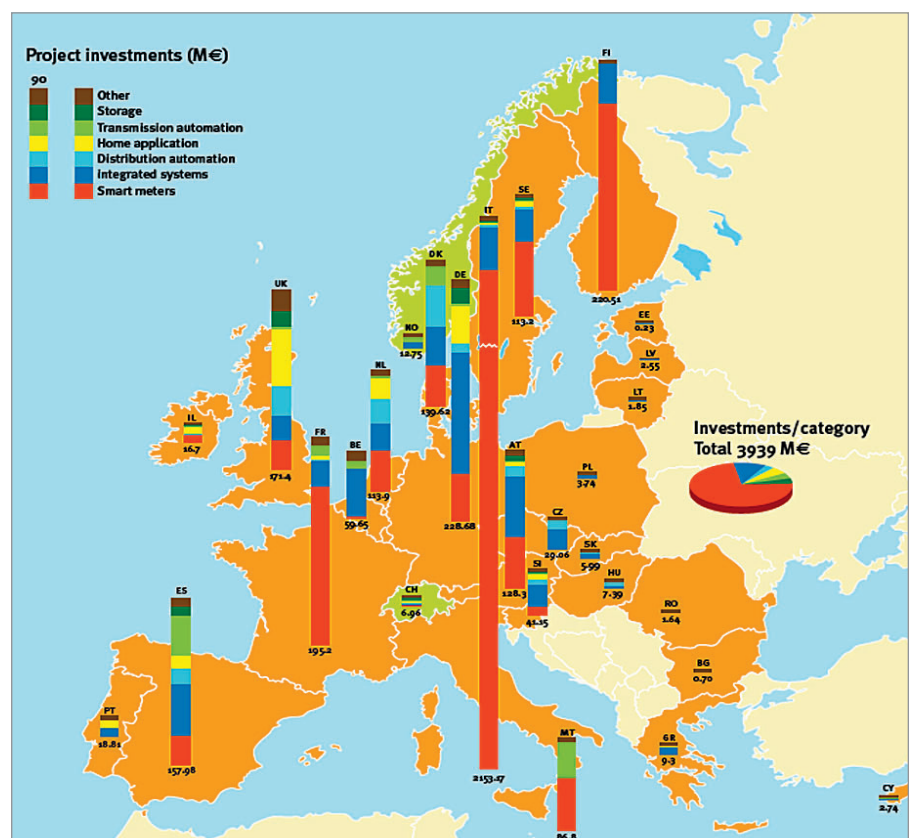 Project investments (M€)
90
Other
Storage
Transmission automation
Home application
Distribution automation
Integrated systems
Smart meters
FI
220.51
SE
113.2
IT
2153.17
DK
139.62
DE
228.68
UK
171.4
NO
12.75
EE
0.23
LV
2.55
LT
1.85
NL
113.9
IL
16.7
FR
195.2
BE
59.65
AT
128.3
Investments/category
Total 3939 M€
PL
3.74
CZ
29.06
SK
5.99
SI
41.15
HU
7.39
CH
6.96
ES
157.98
RO
1.64
BG
0.70
PT
18.81
MT
GR
9.3
CY
2.74